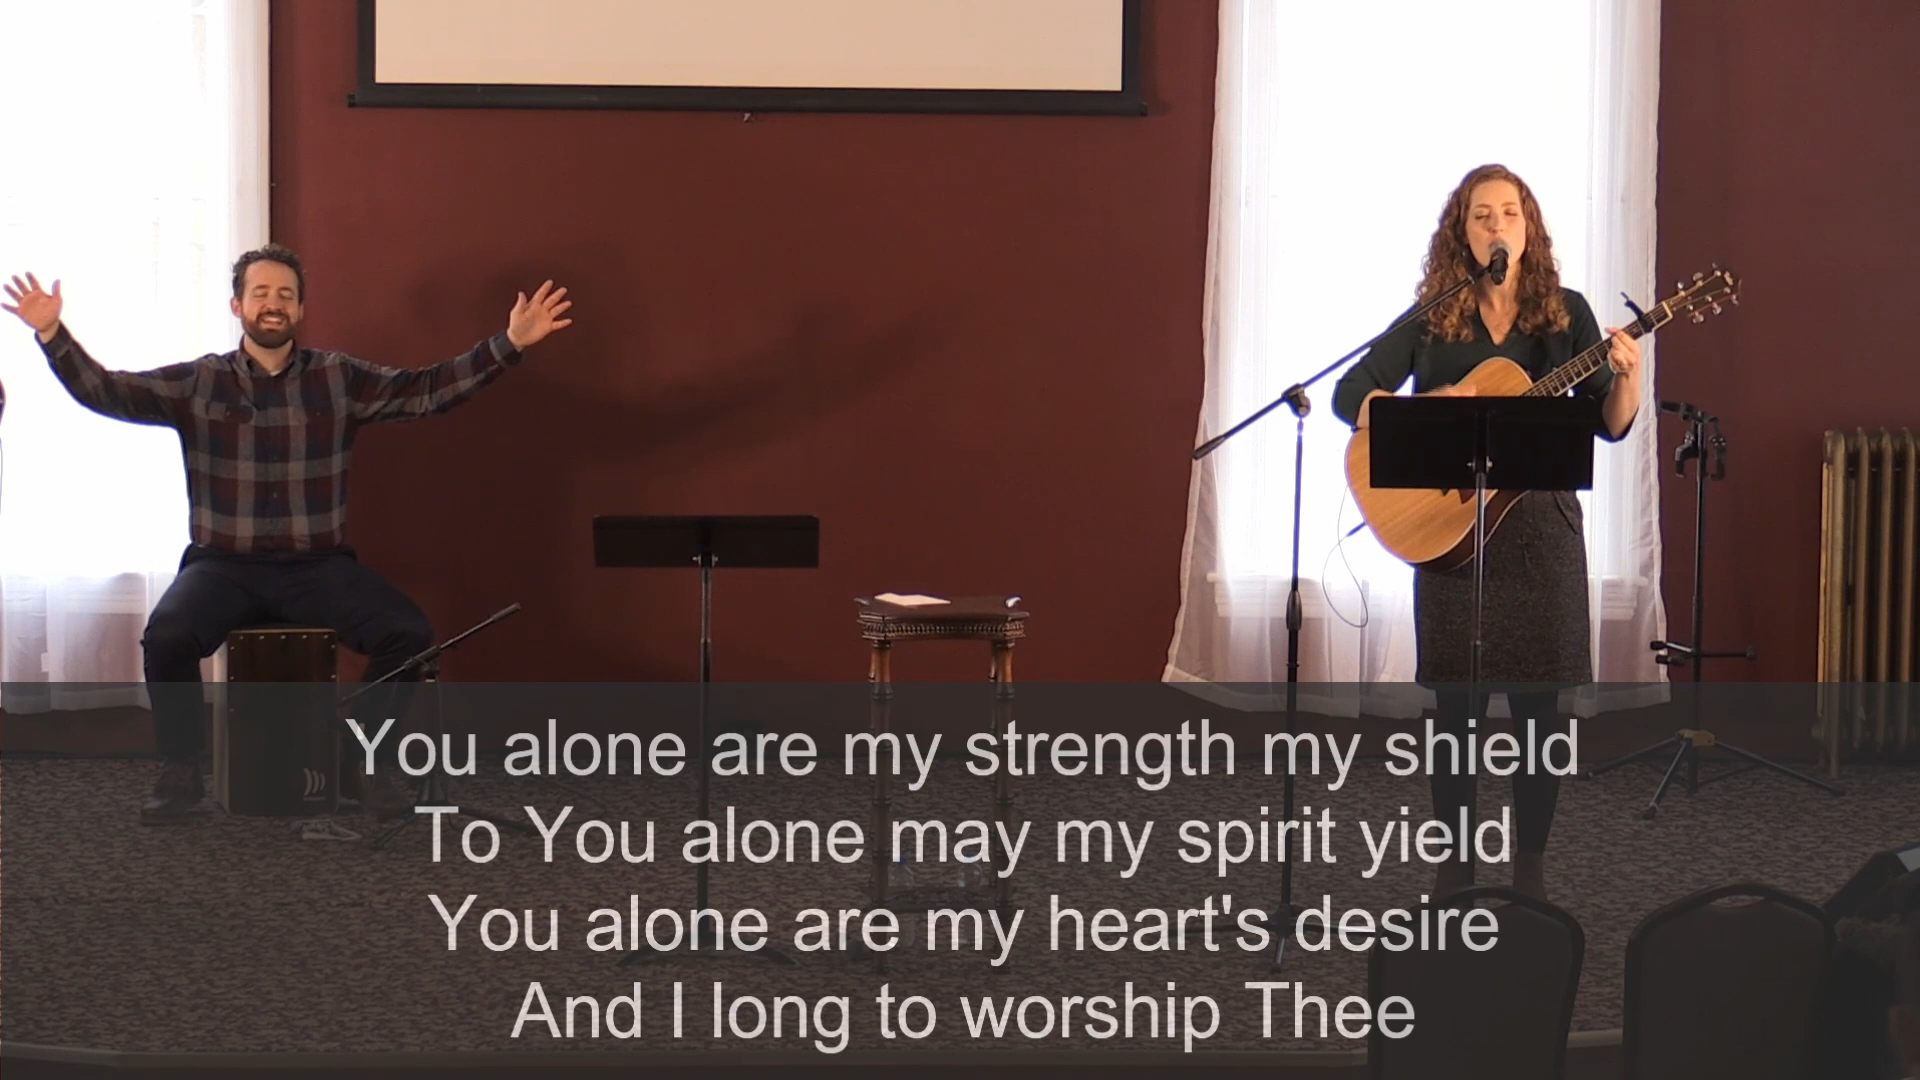 You alone are my strength my shield
To You alone may my spirit yield
You alone are my heart's desire
And I long to worship Thee